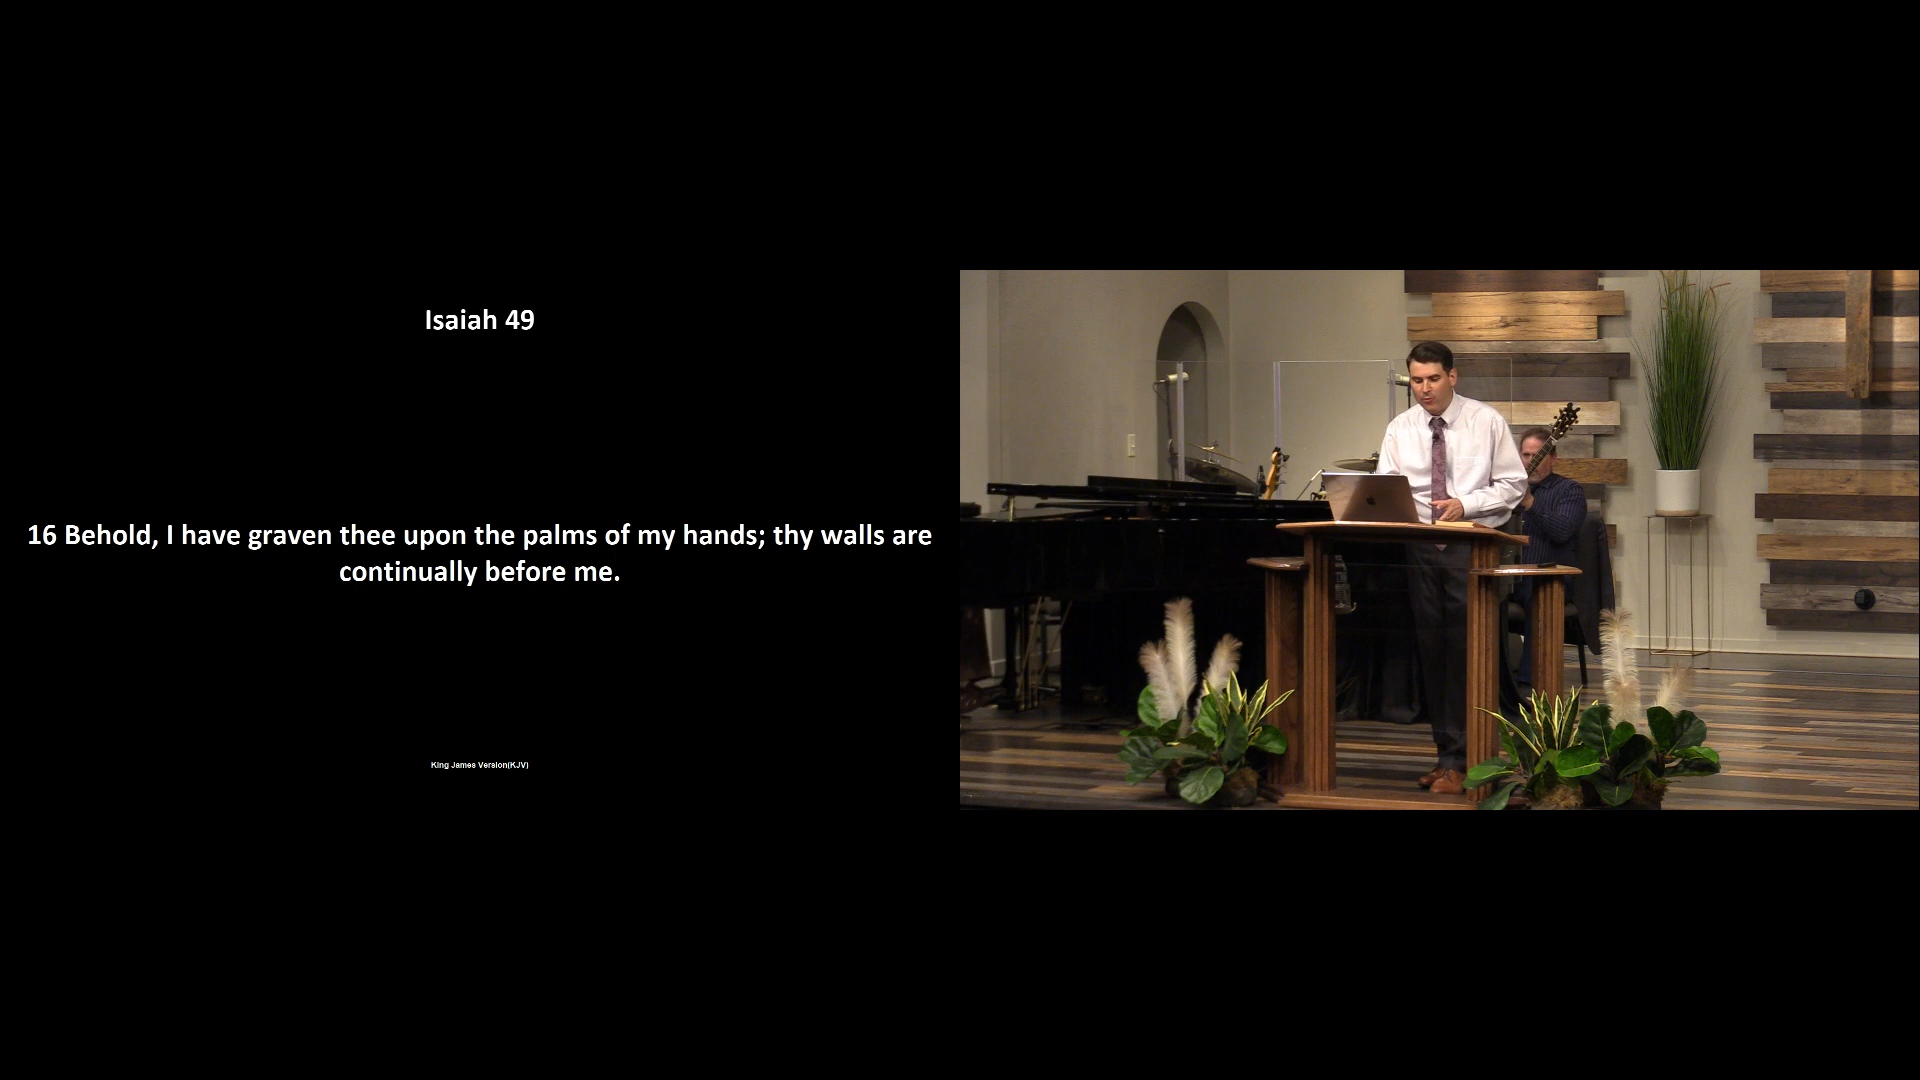 Isaiah 49
16 Behold, I have graven thee upon the palms of my hands; thy walls are
continually before me.
King James Version(KJV)